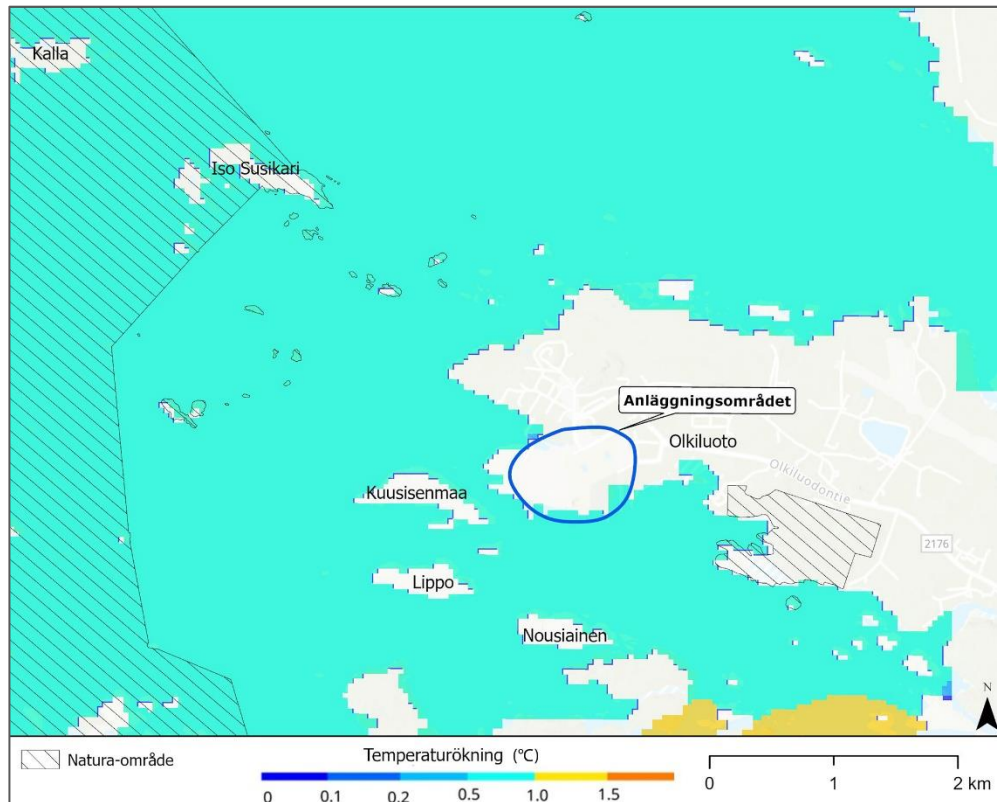 Kalla
Iso Susikari
Anläggningsområdet
Olkiluoto
Olkiluodontie
Kuusisenmaa
2176
Lippo
Nousiainen
N
Natura-område
Temperaturökning (°C)
0 0.1 0.2 0.5 1.0 1.5
0 1 2 km